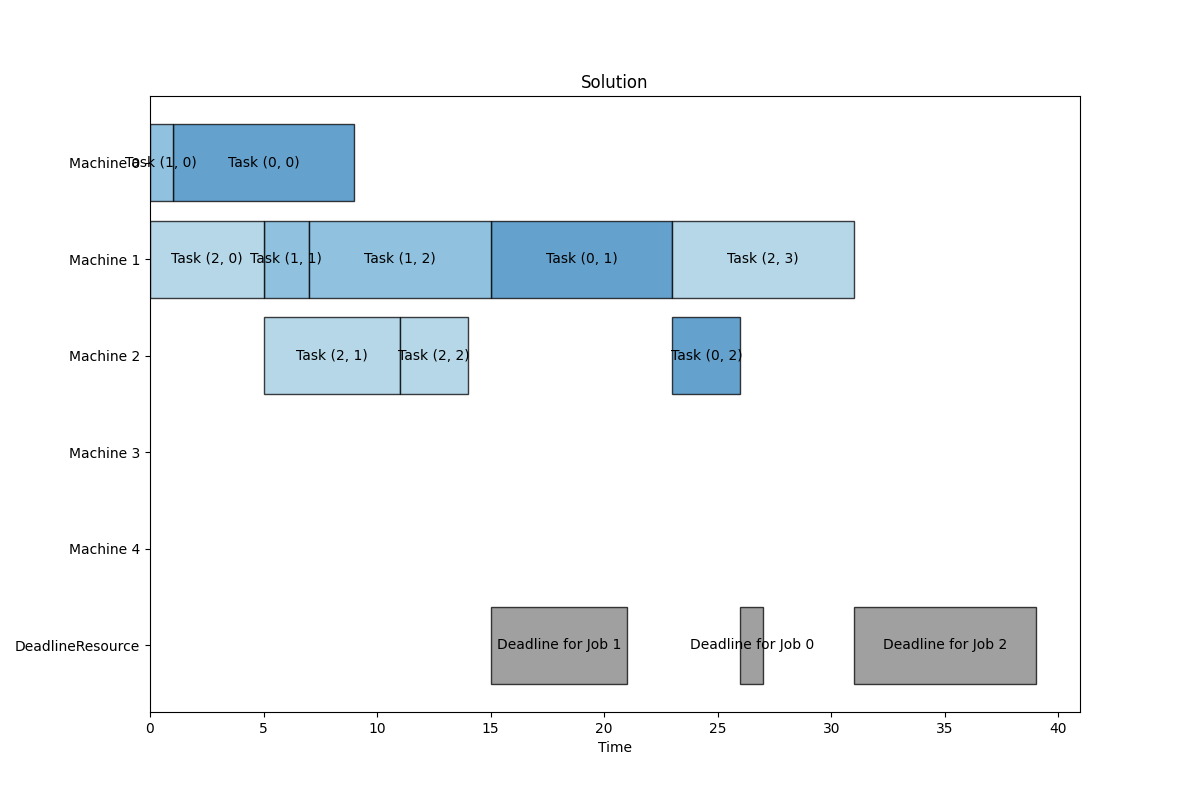 Solution
Machine 0
Task (1, 0)
Task (0, 0)
Machine 1
Task (2, 0)
Task (1, 1)
Task (1, 2)
Task (0, 1)
Task (2, 3)
Machine 2
Task (2, 1)
Task (2, 2)
Task (0, 2)
Machine 3
Machine 4
DeadlineResource
Deadline for Job 1
Deadline for Job 0
Deadline for Job 2
0 5 10 15 20 25 30 35 40
Time